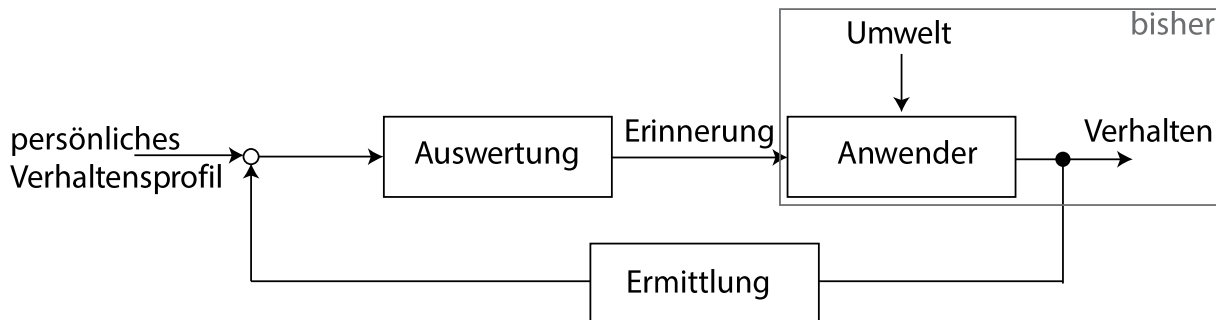 bisher
Umwelt
persönliches
Verhaltensprofil
Auswertung
Erinnerung
Anwender
Verhalten
Ermittlung